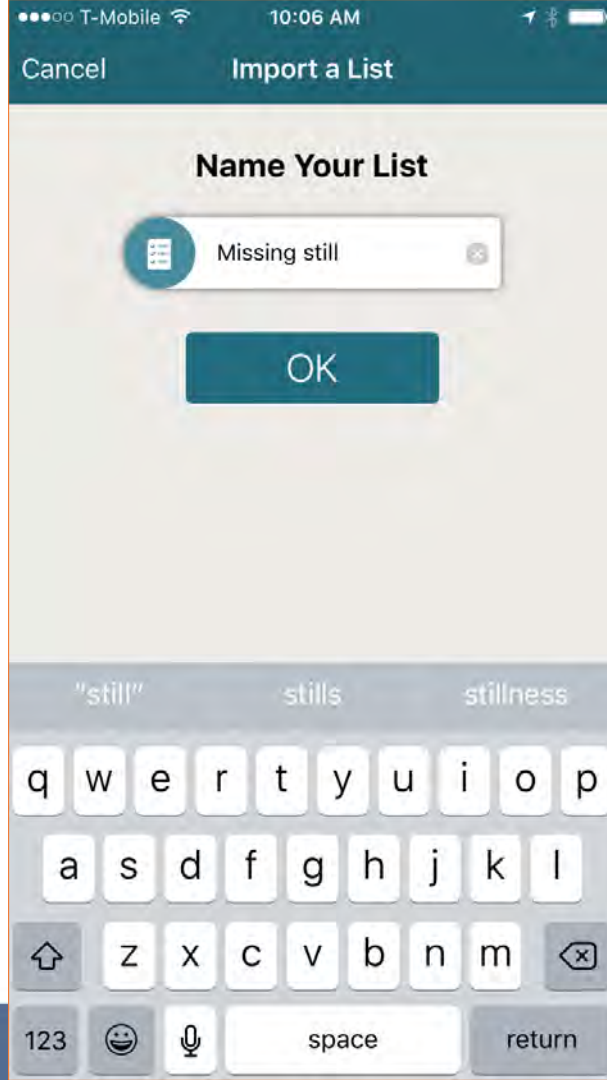 T-Mobile 10:06 AM
Cancel Import a List
Name Your List
Missing still
OK
"still" stills stillness
q w e r t y u i o p
a s d f g h j k l
z x c v b n m
123 space return